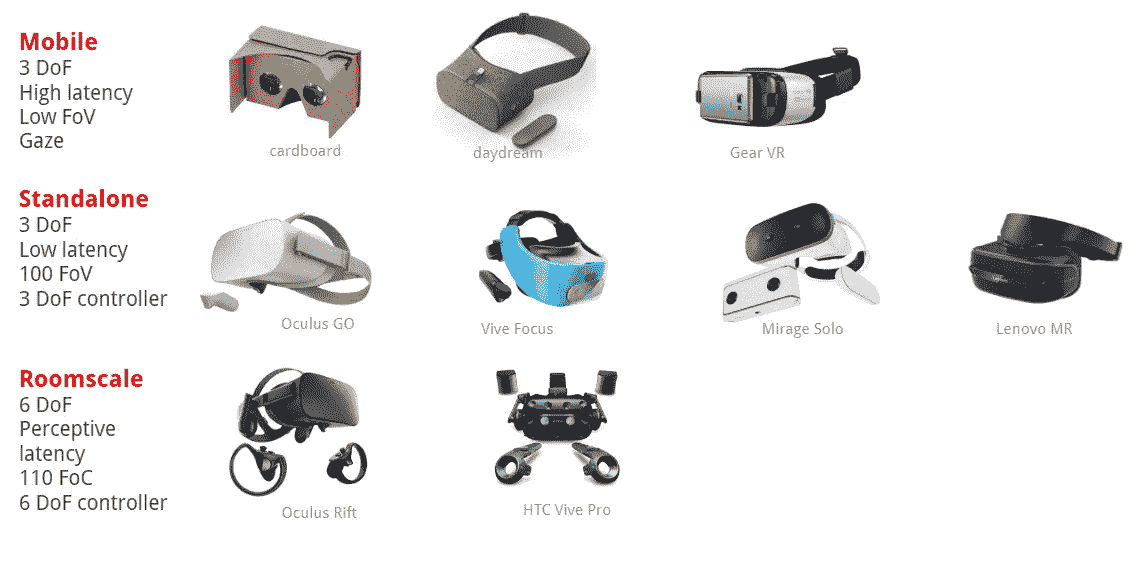 Mobile
3 DoF
High latency
Low FoV
Gaze
cardboard
daydream
Gear VR
Standalone
3 DoF
Low latency
100 FoV
3 DoF controller
Oculus GO
Vive Focus
Mirage Solo
Lenovo MR
Roomscale
6 DoF
Perceptive
latency
110 FoC
6 DoF controller
Oculus Rift
HTC Vive Pro